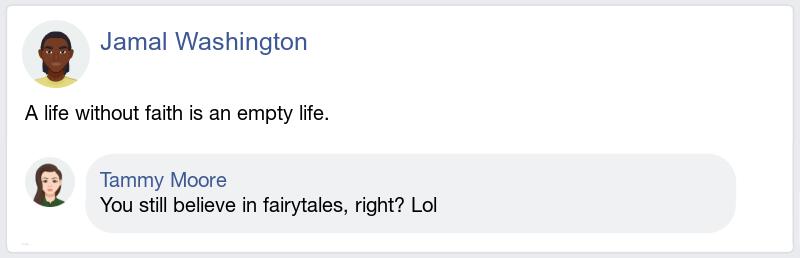 Jamal Washington
A life without faith is an empty life.
Tammy Moore
You still believe in fairytales, right? Lol